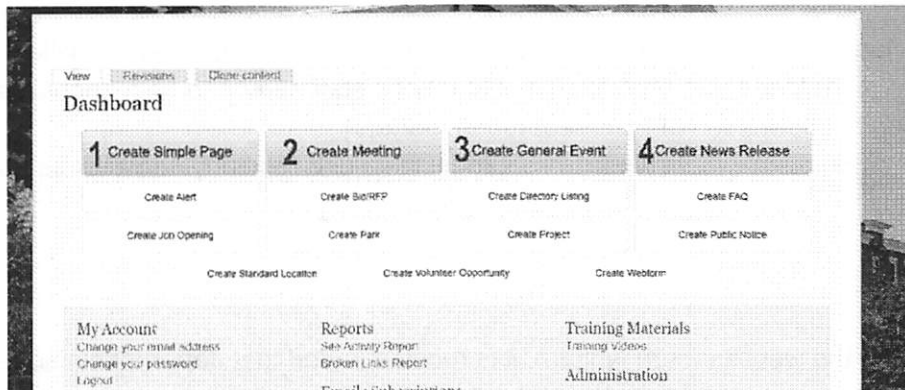 View Revisions Clone content
Dashboard
1 Create Simple Page 2 Create Meeting 3 Create General Event 4 Create News Release
Create Alert Create Bid/RFP Create Directory Listing Create FAQ
Create Job Opening Create Park Create Project Create Public Notice
Create Standard Location Create Volunteer Opportunity Create Webform
My Account Reports Training Materials
Change your email address Site Activity Report Training Videos
Change your password Broken Links Report
Logout Administration